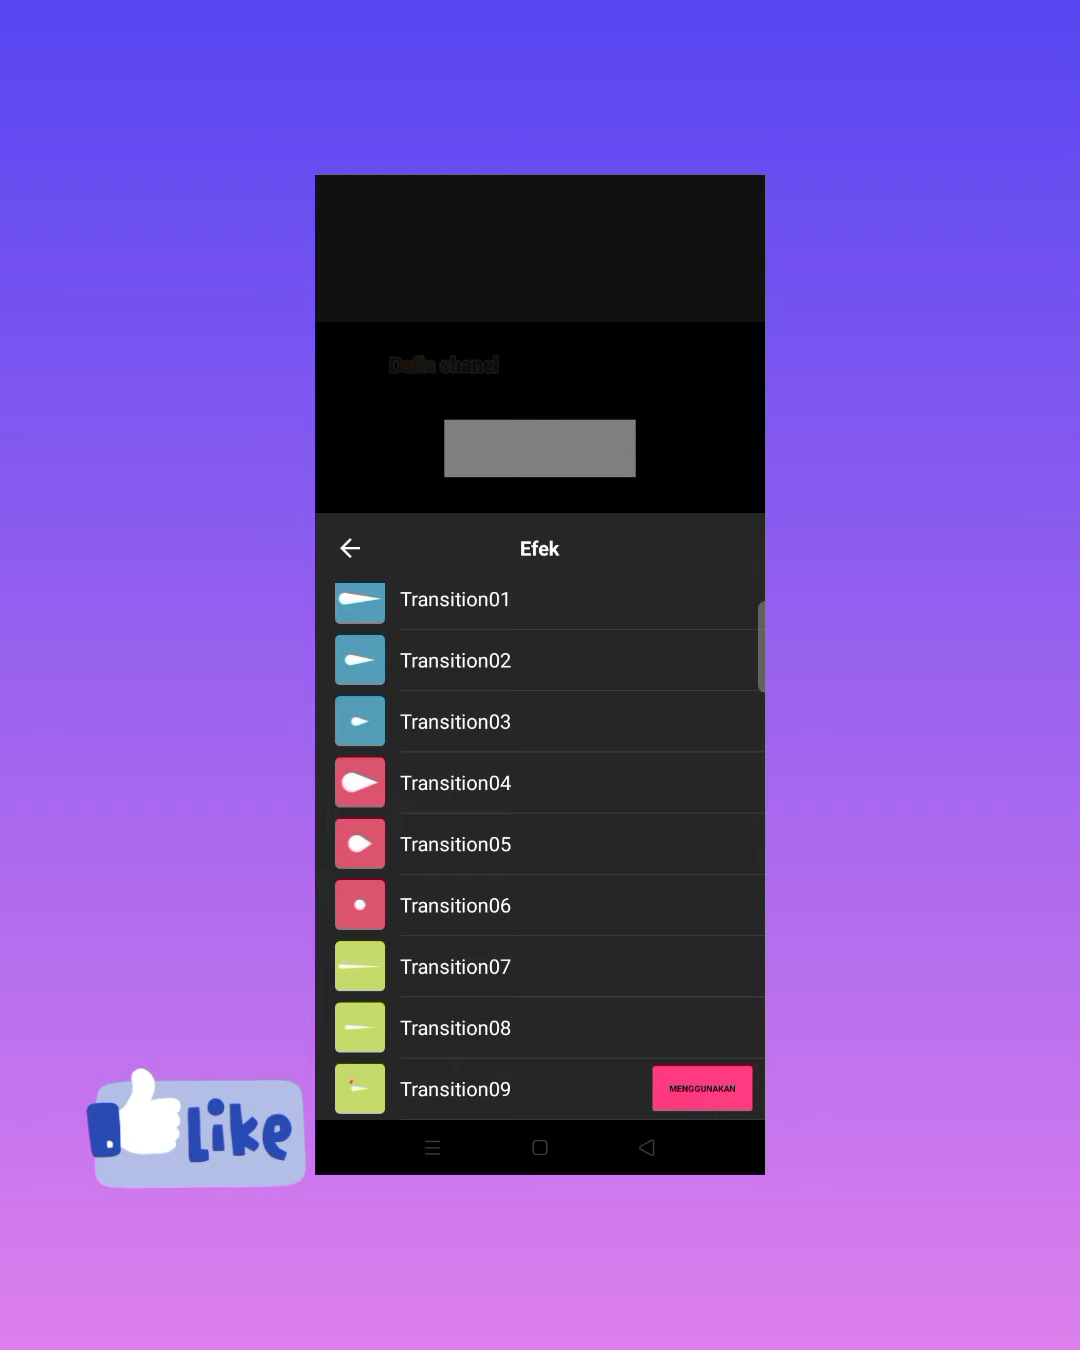 Dafin chanel
Efek
Transition01
Transition02
Transition03
Transition04
Transition05
Transition06
Transition07
Transition08
Transition09
MENGGUNAKAN
Like